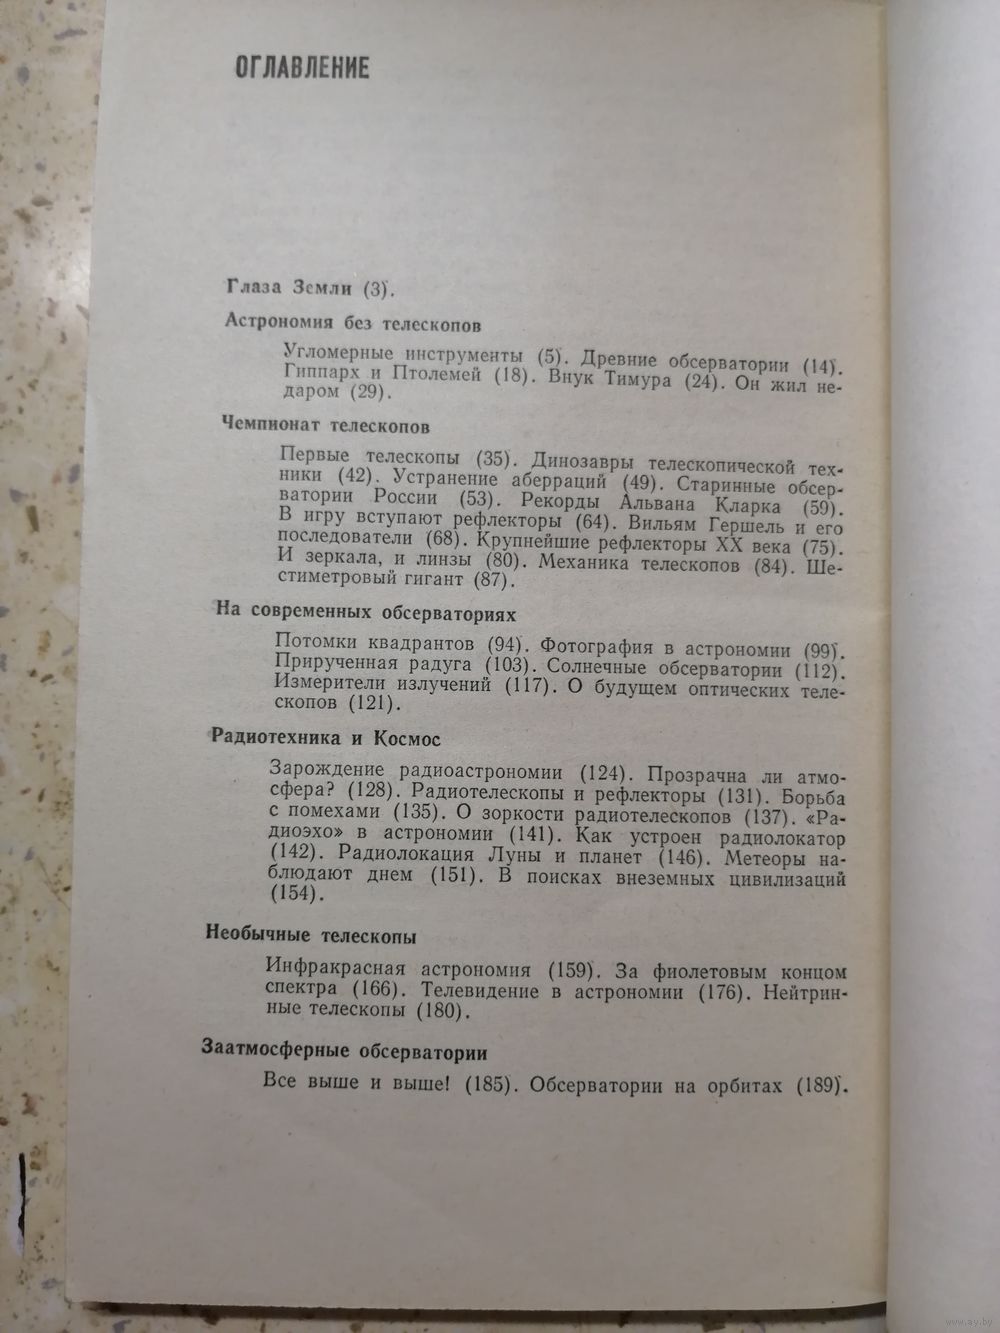 ОГЛАВЛЕНИЕ
Глаза Земли (3).
Астрономия без телескопов
Угломерные инструменты (5). Древние обсерватории (14).
Гиппарх и Птолемей (18). Внук Тимура (24). Он жил не-
даром (29).
Чемпионат телескопов
Первые телескопы (35). Динозавры телескопической тех-
ники (42). Устранение аберраций (49). Старинные обсер-
ватории России (53). Рекорды Альвана Кларка (59).
В игру вступают рефлекторы (64). Вильям Гершель и его
последователи (68). Крупнейшие рефлекторы XX века (75).
И зеркала, и линзы (80). Механика телескопов (84). Ше-
стиметровый гигант (87).
На современных обсерваториях
Потомки квадрантов (94). Фотография в астрономии (99).
Прирученная радуга (103). Солнечные обсерватории (112).
Измерители излучений (117). О будущем оптических теле-
скопов (121).
Радиотехника и Космос
Зарождение радиоастрономии (124). Прозрачна ли атмо-
сфера? (128). Радиотелескопы и рефлекторы (131). Борьба
с помехами (135). О зоркости радиотелескопов (137). «Ра-
диоэхо» в астрономии (141). Как устроен радиолокатор
(142). Радиолокация Луны и планет (146). Метеоры на-
блюдают днем (151). В поисках внеземных цивилизаций
(154).
Необычные телескопы
Инфракрасная астрономия (159). За фиолетовым концом
спектра (166). Телевидение в астрономии (176). Нейтрин-
ные телескопы (180).
Заатмосферные обсерватории
Все выше и выше! (185). Обсерватории на орбитах (189).
www.ay.by